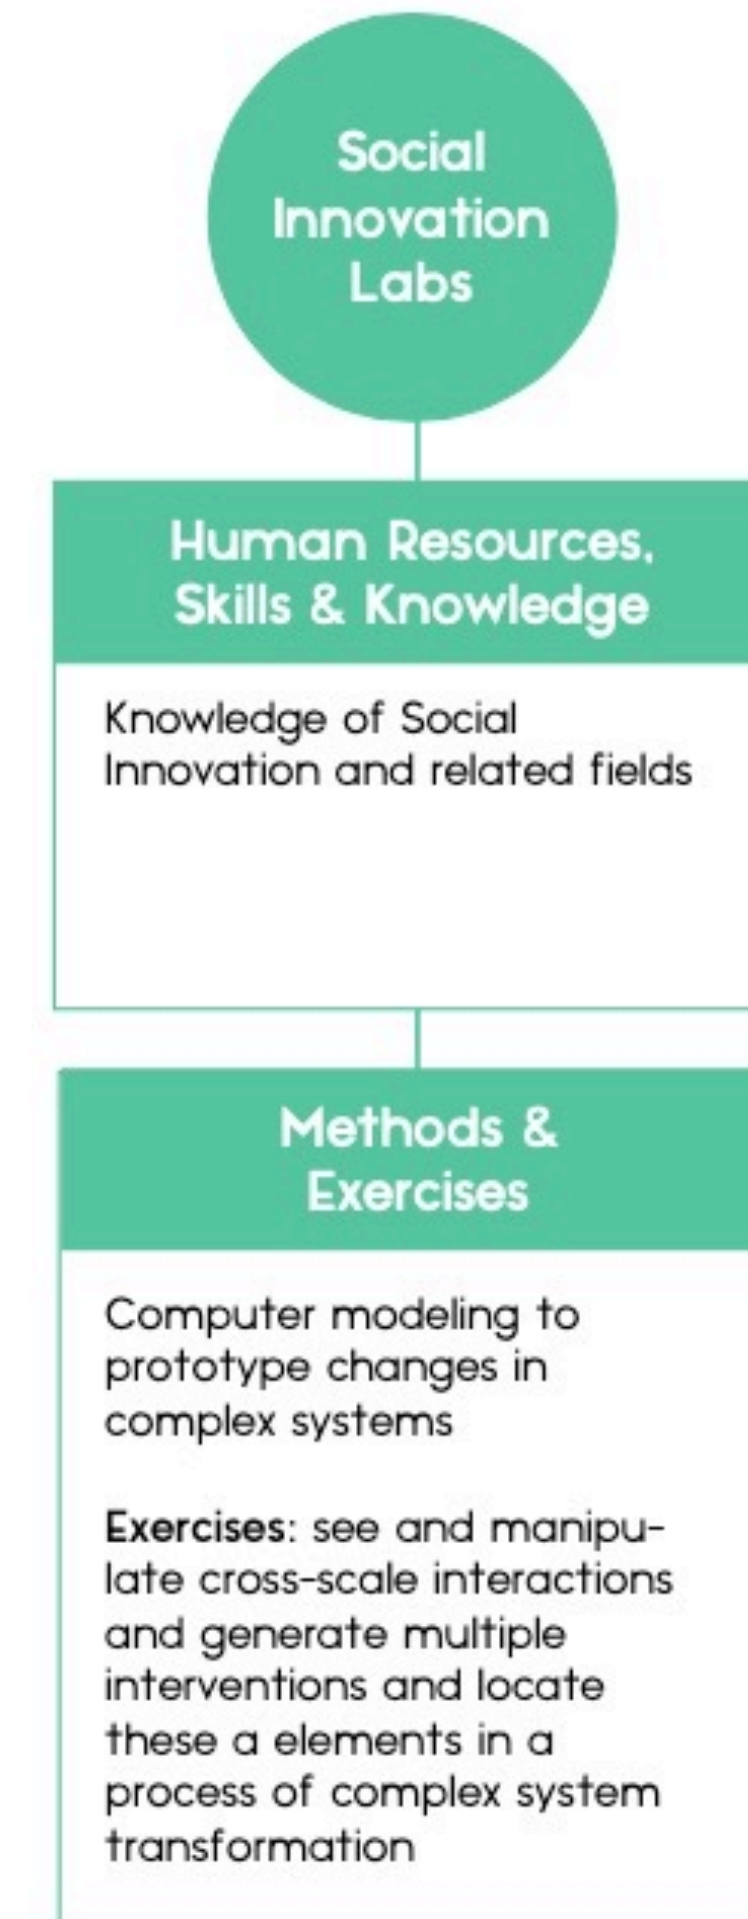 Social
Innovation
Labs
Human Resources,
Skills & Knowledge
Knowledge of Social
Innovation and related fields
Methods &
Exercises
Computer modeling to
prototype changes in
complex systems
Exercises: see and manipu-
late cross-scale interactions
and generate multiple
interventions and locate
these a elements in a
process of complex system
transformation